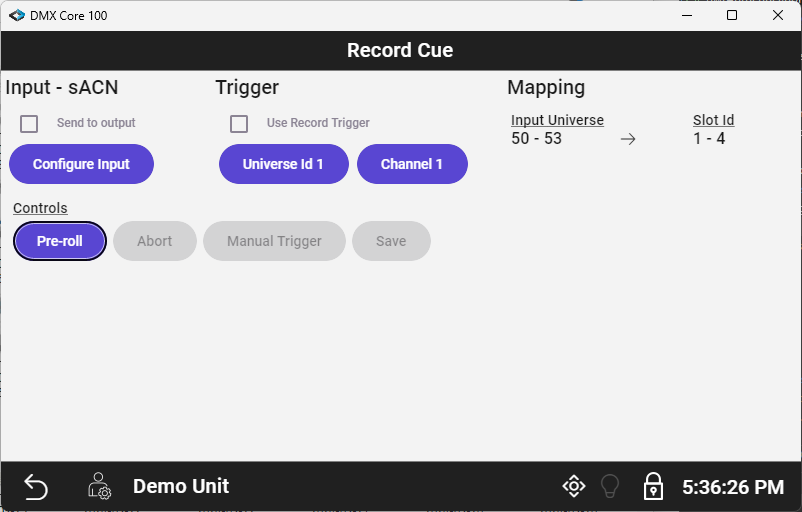 DMX Core 100
Record Cue
Input - sACN
Trigger
Mapping
Send to output
Use Record Trigger
Input Universe
Slot Id
50 - 53
1 - 4
Configure Input
Universe Id 1
Channel 1
Controls
Pre-roll
Abort
Manual Trigger
Save
Demo Unit
5:36:26 PM